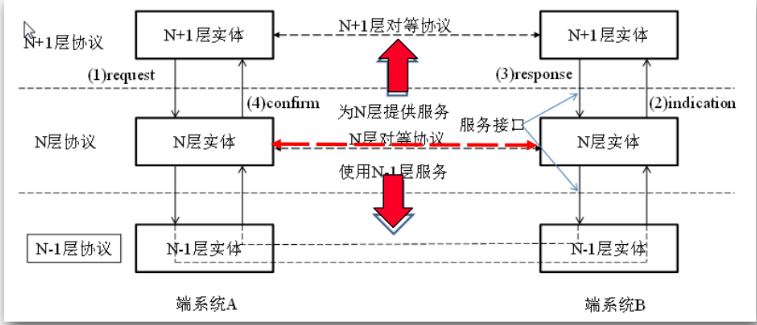 N+1层对等协议
N+1层协议
N+1层实体
N+1层实体
(1)request
(3)response
(4)confirm
(2)indication
为N层提供服务
服务接口
N层协议
N层实体
N层对等协议
N层实体
使用N-1层服务
N-1层协议
N-1层实体
N-1层实体
端系统A
端系统B